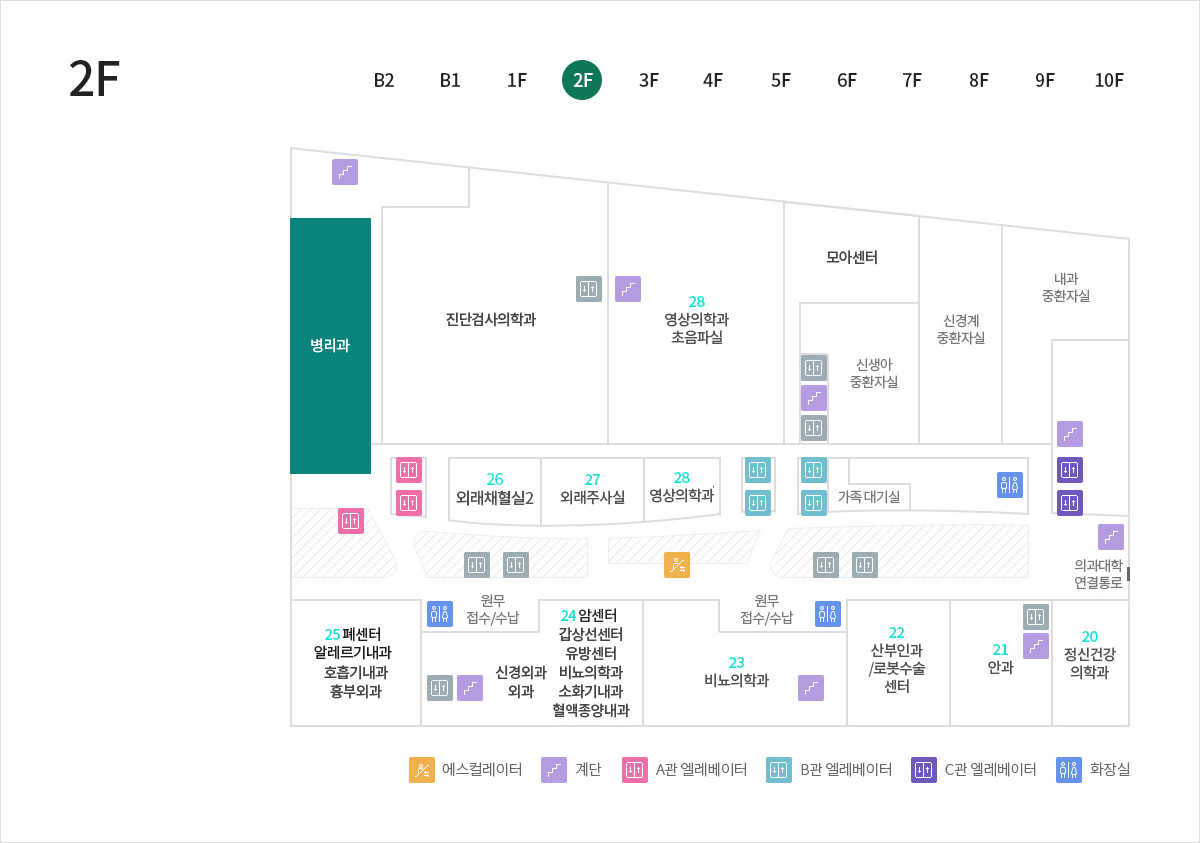 2F
B2 B1 1F 2F 3F 4F 5F 6F 7F 8F 9F 10F
병리과
진단검사의학과
28
영상의학과
초음파실
모아센터
신생아
중환자실
신경계
중환자실
내과
중환자실
26
외래채혈실2
27
외래주사실
28
영상의학과
가족 대기실
의과대학
연결통로
25 폐센터
알레르기내과
호흡기내과
흉부외과
원무
접수/수납
신경외과
외과
24 암센터
갑상선센터
유방센터
비뇨의학과
소화기내과
혈액종양내과
원무
접수/수납
23
비뇨의학과
22
산부인과
/로봇수술
센터
21
안과
20
정신건강
의학과
에스컬레이터 계단 A관 엘레베이터 B관 엘레베이터 C관 엘레베이터 화장실